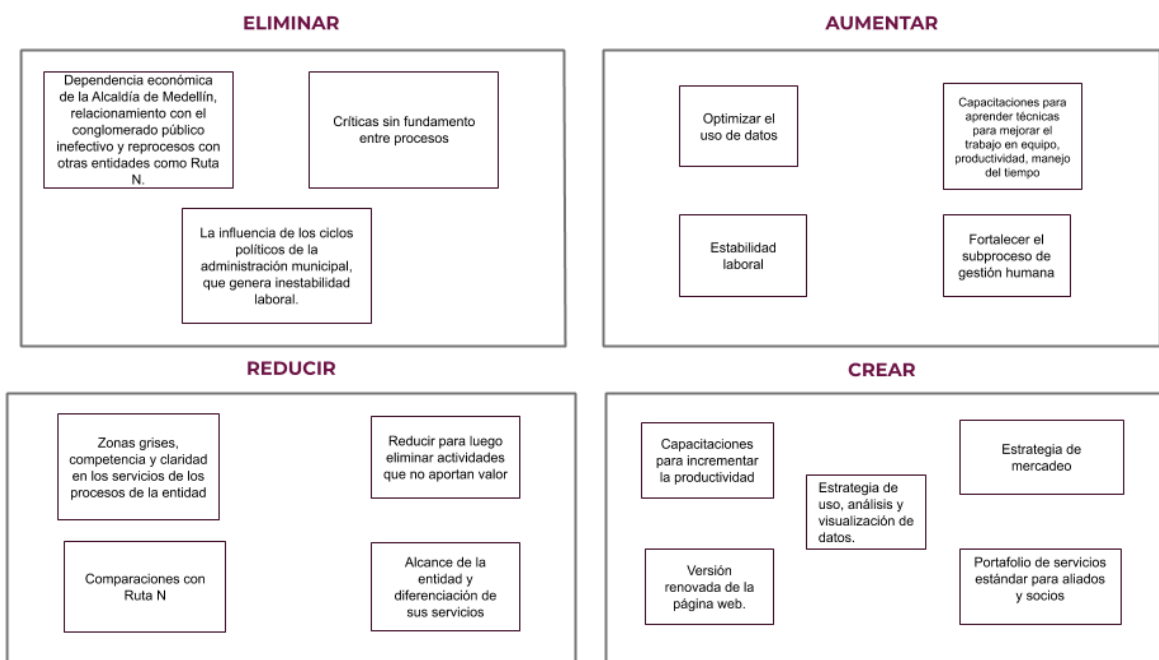 ELIMINAR
Dependencia económica
de la Alcaldía de Medellín,
relacionamiento con el
conglomerado público
inefectivo y reprocesos con
otras entidades como Ruta
N.
Críticas sin fundamento
entre procesos
La influencia de los ciclos
políticos de la
administración municipal,
que genera inestabilidad
laboral.
AUMENTAR
Optimizar el
uso de datos
Capacitaciones para
aprender técnicas
para mejorar el
trabajo en equipo,
productividad, manejo
del tiempo
Estabilidad
laboral
Fortalecer el
subproceso de
gestión humana
REDUCIR
Zonas grises,
competencia y claridad
en los servicios de los
procesos de la entidad
Reducir para luego
eliminar actividades
que no aportan valor
Comparaciones con
Ruta N
Alcance de la
entidad y
diferenciación de
sus servicios
CREAR
Capacitaciones
para incrementar
la productividad
Estrategia de
mercadeo
Estrategia de
uso, análisis y
visualización de
datos.
Versión
renovada de la
página web.
Portafolio de servicios
estándar para aliados
y socios